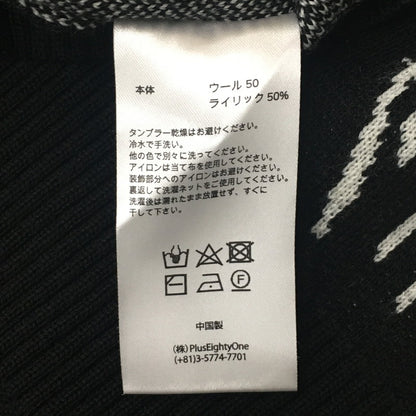 本体 ウール 50
ライリック 50%
タンブラー乾燥はお避けください。
冷水で手洗い。
他の色で別々に洗ってください。
アイロンは当て布を使用してください。
装飾部分へのアイロンはお避けください。
裏返して洗濯ネットをご使用ください。
洗濯後は濡れたまま放置せず、すぐに
干して下さい。
F
中国製
(株) PlusEightyOne
(+81)3-5774-7701